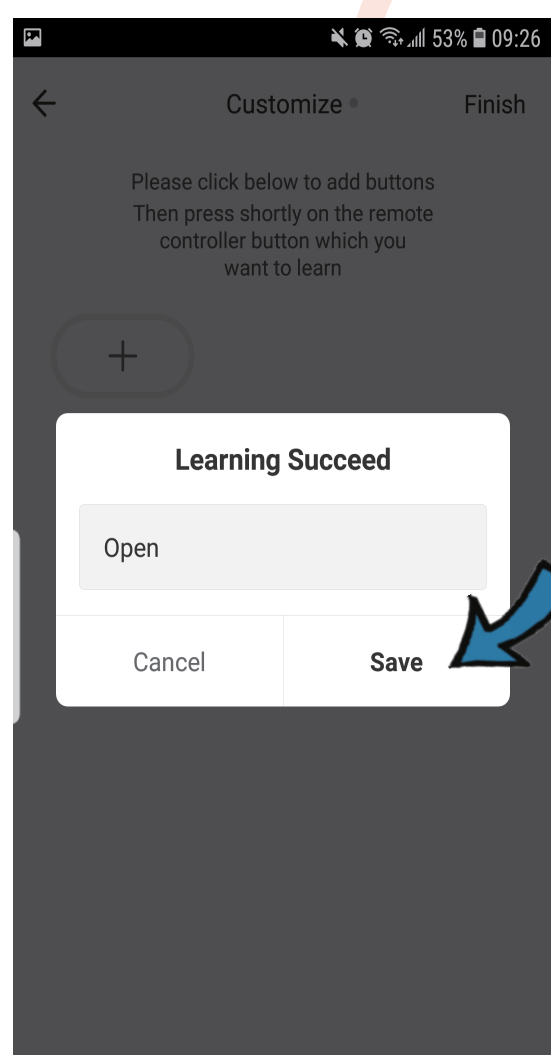 53% 09:26
Customize
Finish
Please click below to add buttons
Then press shortly on the remote
controller button which you
want to learn
Learning Succeed
Open
Cancel
Save